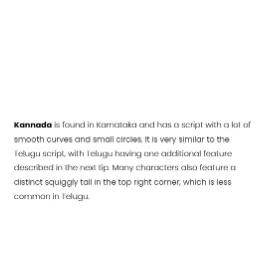 Kannada is found in Karnataka and has a script with a lot of
smooth curves and small circles. It is very similar to the
Telugu script, with Telugu having one additional feature
described in the next tip. Many characters also feature a
distinct squiggly tail in the top right corner, which is less
common in Telugu.